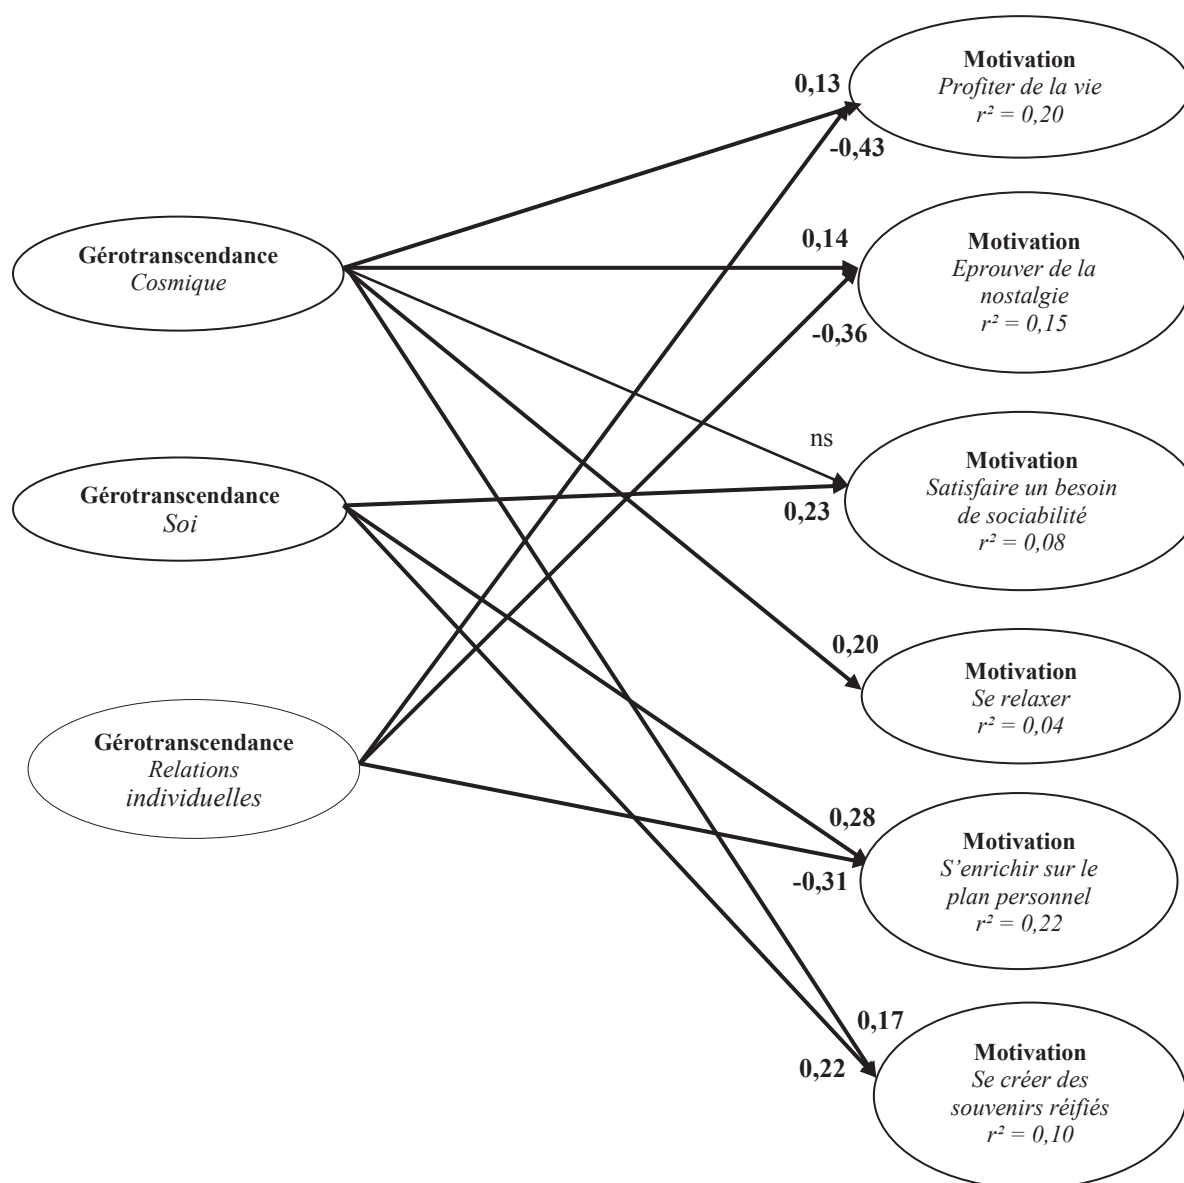 Gérotranscendance
Cosmique
Gérotranscendance
Soi
Gérotranscendance
Relations
individuelles
0,13
-0,43
Motivation
Profiter de la vie
r² = 0,20
0,14
-0,36
Motivation
Eprouver de la
nostalgie
r² = 0,15
ns
0,23
Motivation
Satisfaire un besoin
de sociabilité
r² = 0,08
0,20
Motivation
Se relaxer
r² = 0,04
0,28
-0,31
Motivation
S’enrichir sur le
plan personnel
r² = 0,22
0,17
0,22
Motivation
Se créer des
souvenirs réifiés
r² = 0,10